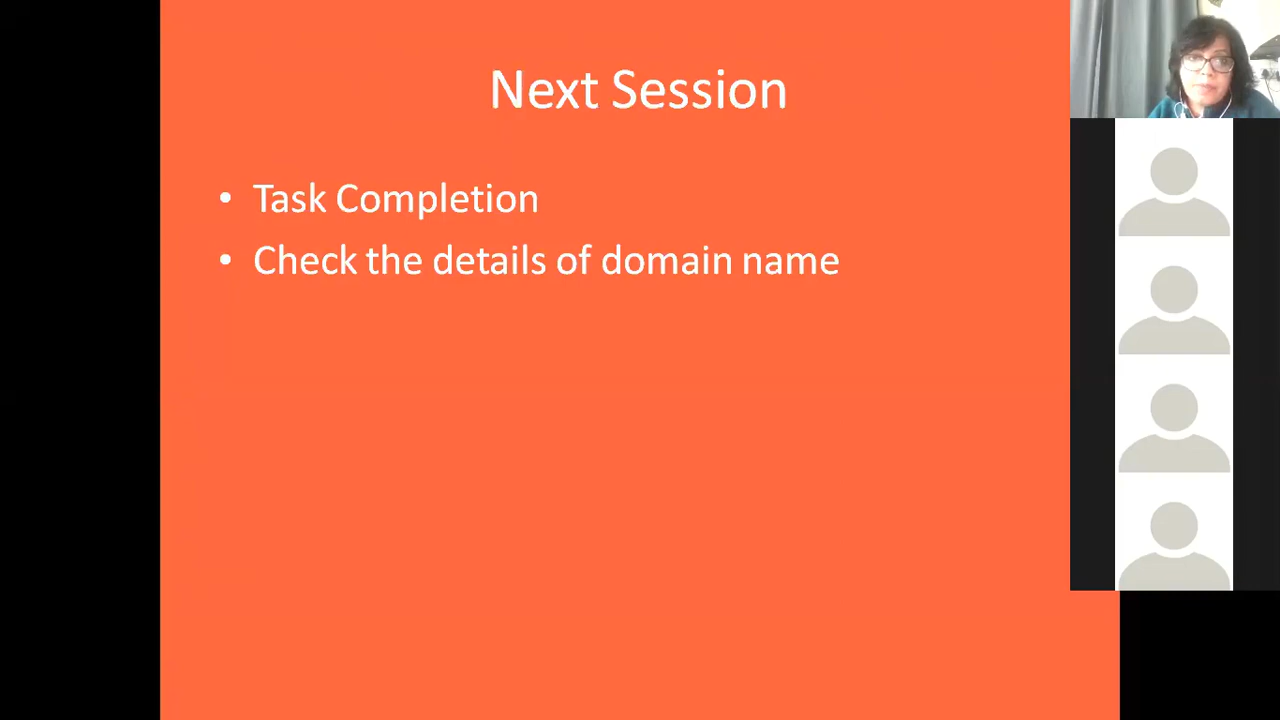 Next Session
• Task Completion
• Check the details of domain name